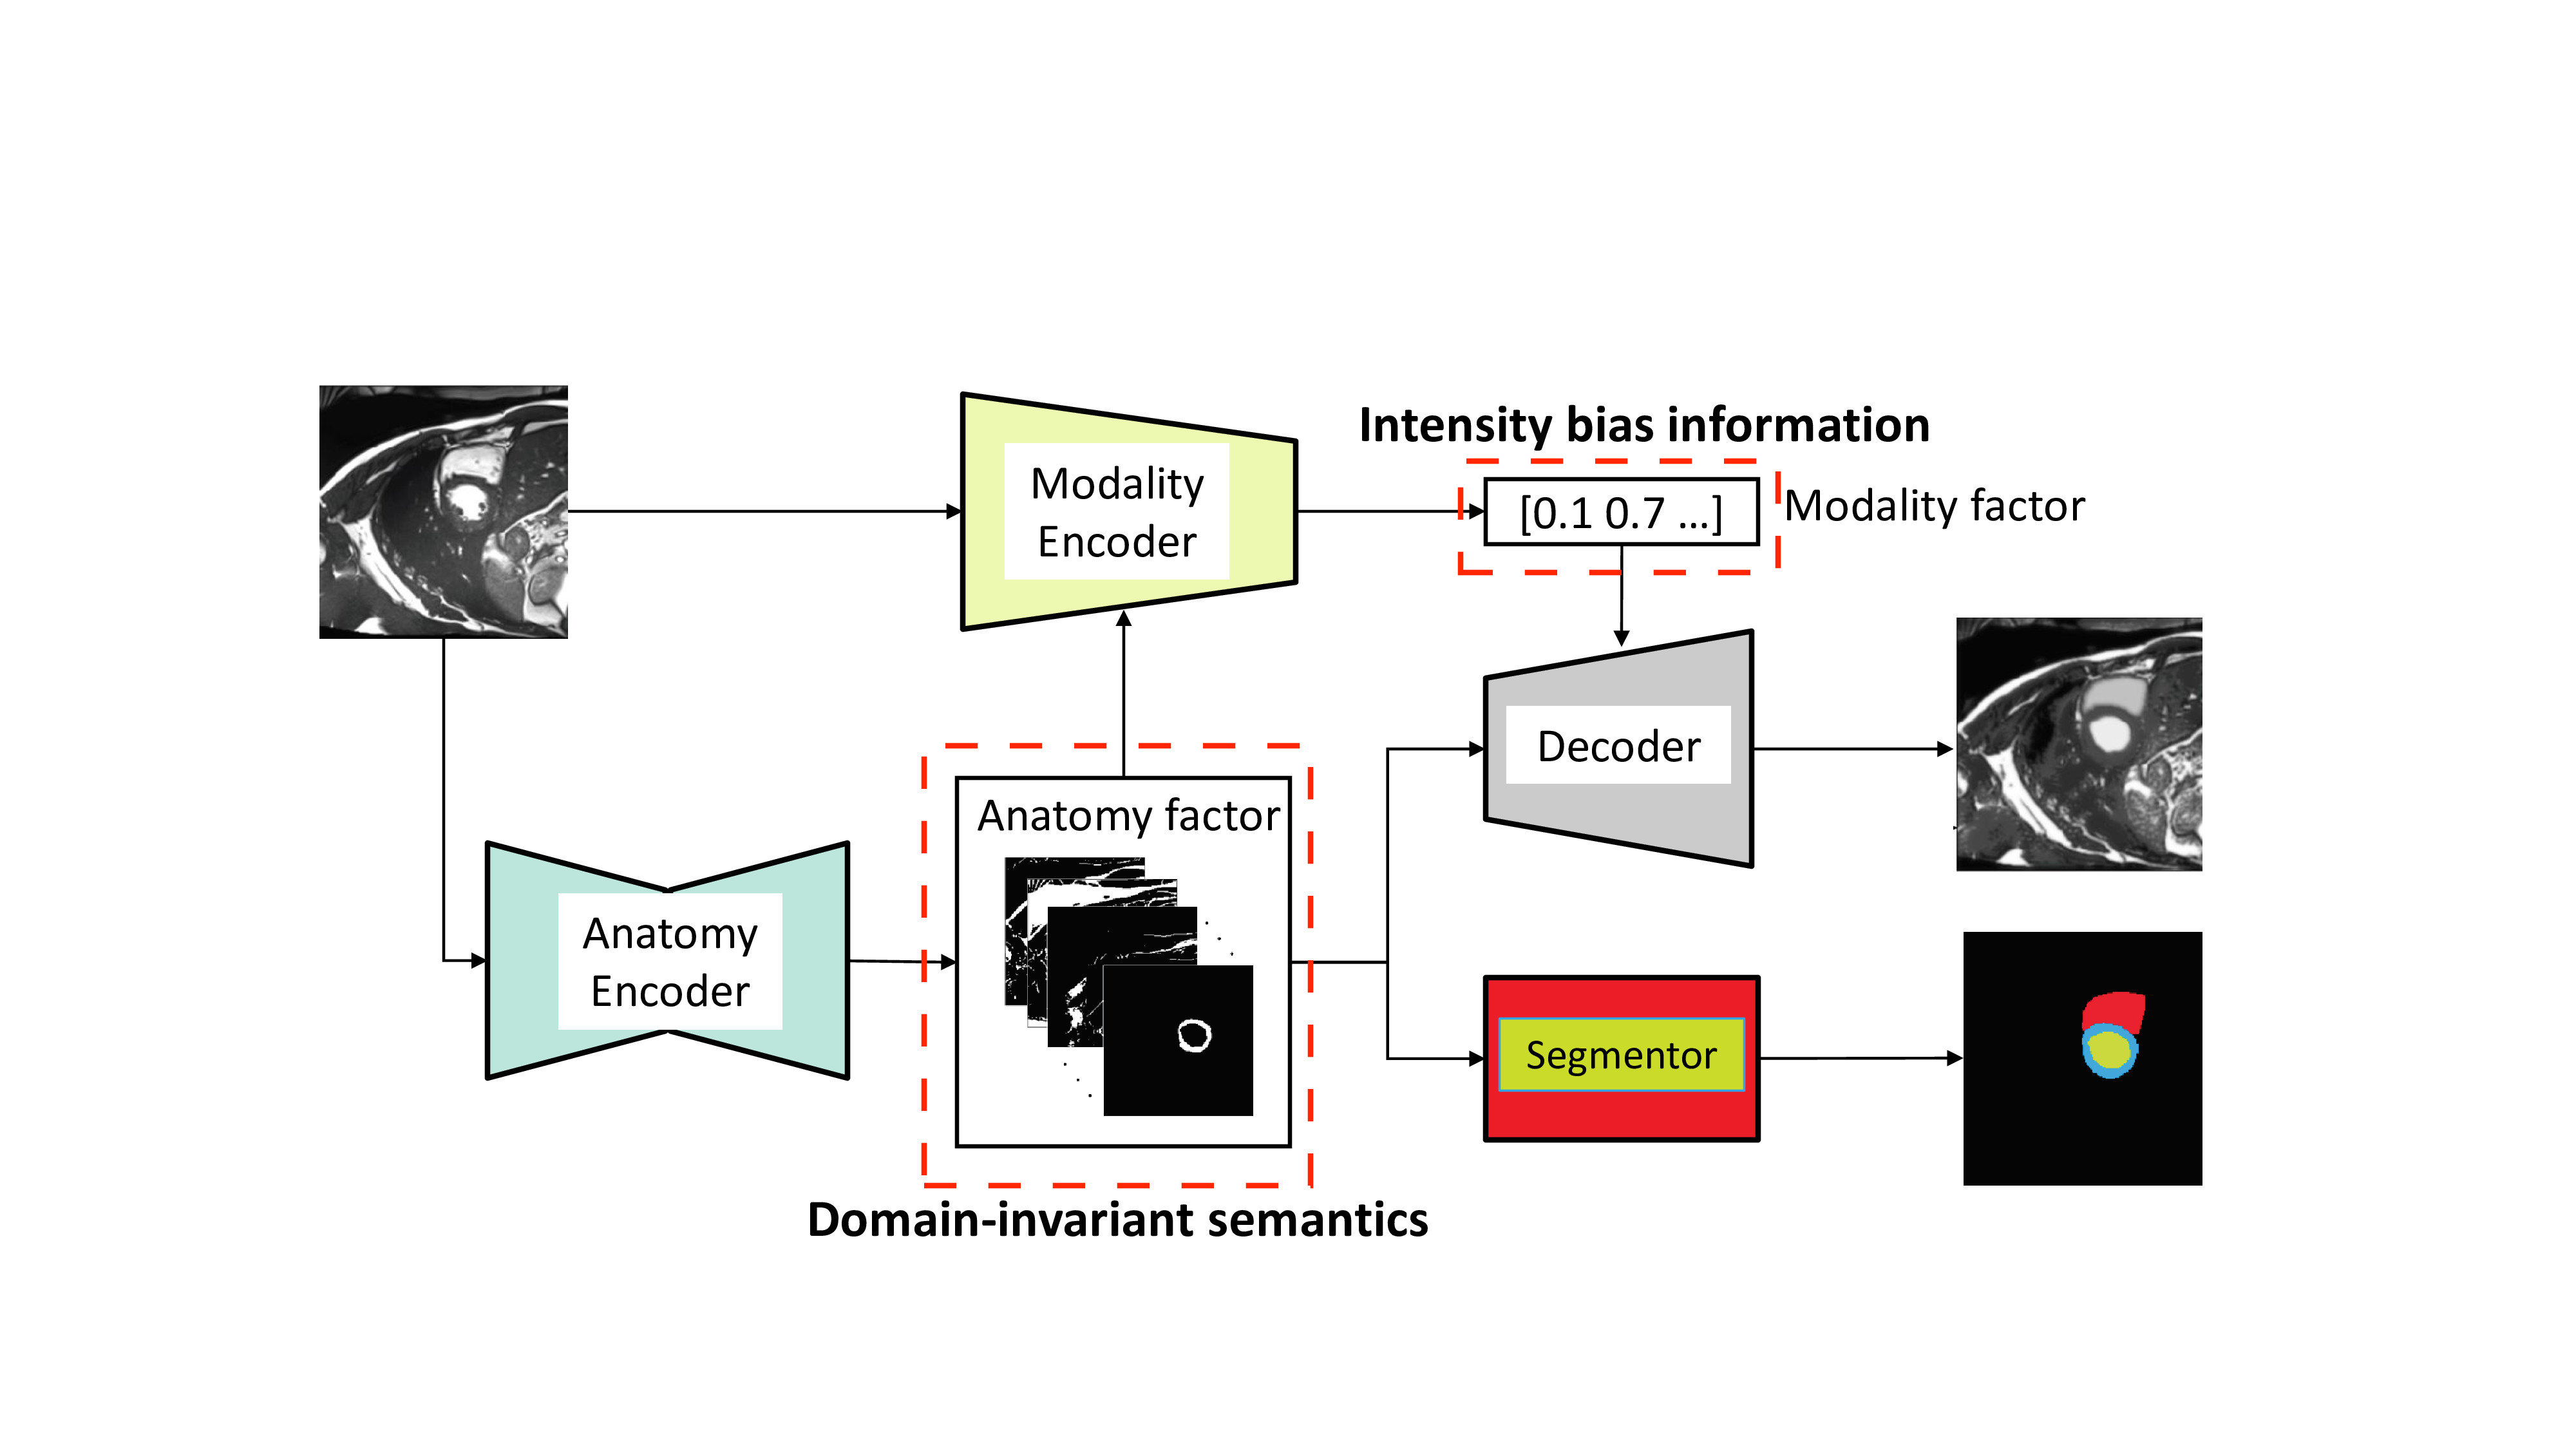 Intensity bias information
Modality
Encoder
[0.1 0.7 ...]
Modality factor
Decoder
Anatomy factor
Anatomy
Encoder
Segmentor
Domain-invariant semantics